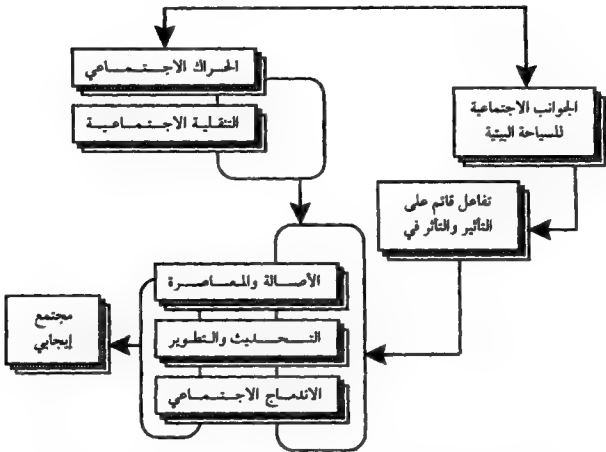 الحراك الاجتماعي
التنقلية الاجتماعية
الجوانب الاجتماعية
للسياحة البيئية
تفاعل قائم على
التأثير والتأثر في
الأصالة والمعاصرة
التحديث والتطوير
الاندماج الاجتماعي
مجتمع
إيجابي